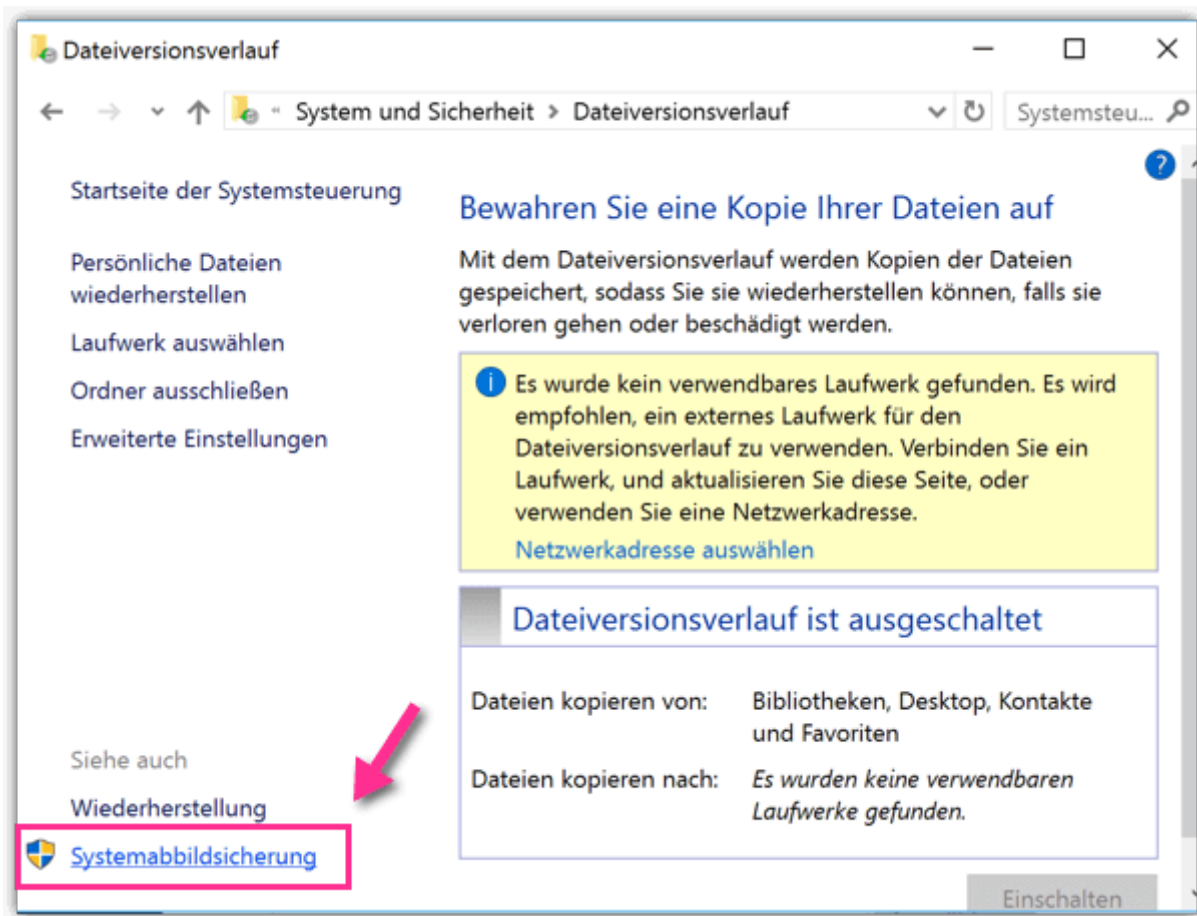 Dateiversionsverlauf
« System und Sicherheit > Dateiversionsverlauf
Systemsteu...
Startseite der Systemsteuerung
Persönliche Dateien
wiederherstellen
Laufwerk auswählen
Ordner ausschließen
Erweiterte Einstellungen
Siehe auch
Wiederherstellung
Systemabbildsicherung
?
Bewahren Sie eine Kopie Ihrer Dateien auf
Mit dem Dateiversionsverlauf werden Kopien der Dateien
gespeichert, sodass Sie sie wiederherstellen können, falls sie
verloren gehen oder beschädigt werden.
Es wurde kein verwendbares Laufwerk gefunden. Es wird
empfohlen, ein externes Laufwerk für den
Dateiversionsverlauf zu verwenden. Verbinden Sie ein
Laufwerk, und aktualisieren Sie diese Seite, oder
verwenden Sie eine Netzwerkadresse.
Netzwerkadresse auswählen
Dateiversionsverlauf ist ausgeschaltet
Dateien kopieren von: Bibliotheken, Desktop, Kontakte
und Favoriten
Dateien kopieren nach: Es wurden keine verwendbaren
Laufwerke gefunden.
Einschalten